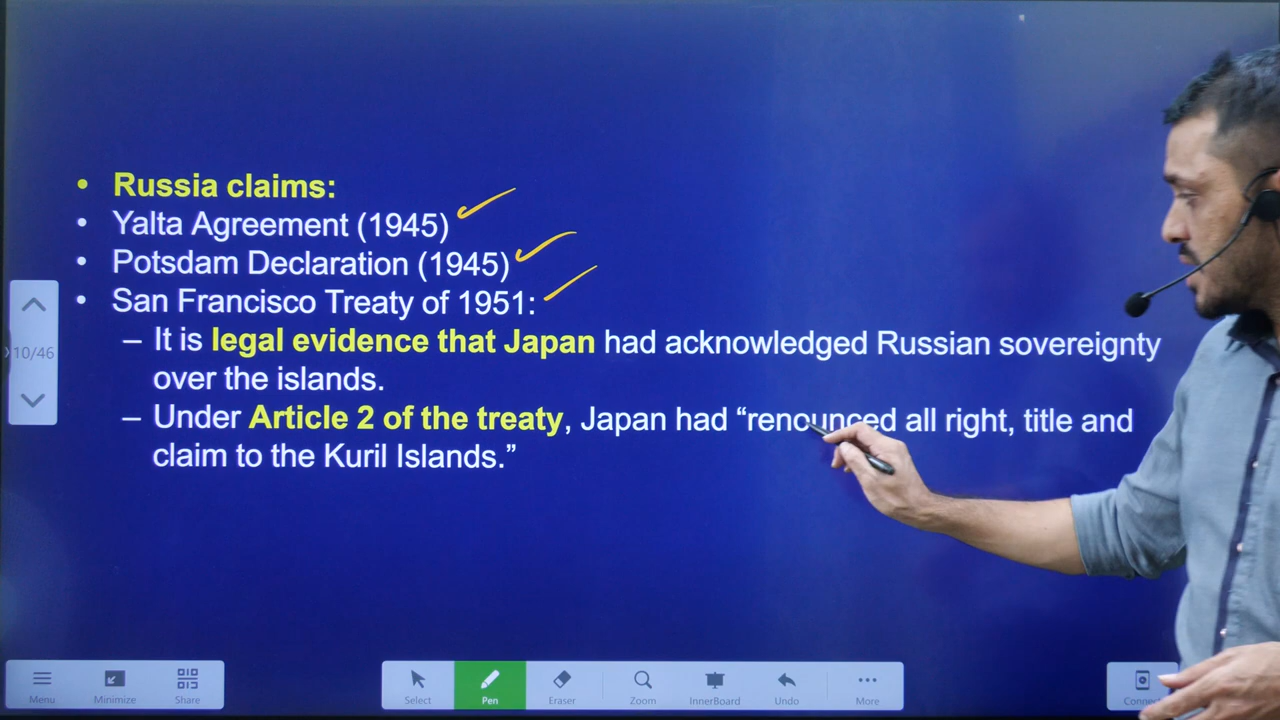 • Russia claims:
• Yalta Agreement (1945)
• Potsdam Declaration (1945)
• San Francisco Treaty of 1951:
– It is legal evidence that Japan had acknowledged Russian sovereignty
over the islands.
– Under Article 2 of the treaty, Japan had “renounced all right, title and
claim to the Kuril Islands.”
10/46
Menu Minimize Share Select Pen Eraser Zoom InnerBoard Undo More